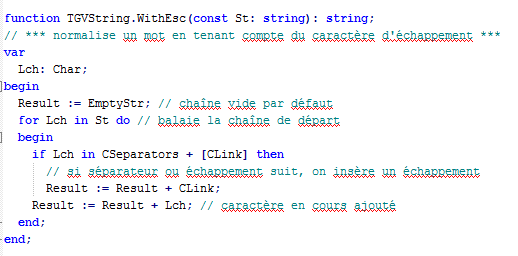 function TGVString.WithEsc(const St: string): string;
// *** normalise un mot en tenant compte du caractère d'échappement ***
var
Lch: Char;
begin
Result := EmptyStr; // chaîne vide par défaut
for Lch in St do // balaie la chaîne de départ
begin
if Lch in CSeparators + [CLink] then
// si séparateur ou échappement suit, on insère un échappement
Result := Result + CLink;
Result := Result + Lch; // caractère en cours ajouté
end;
end;